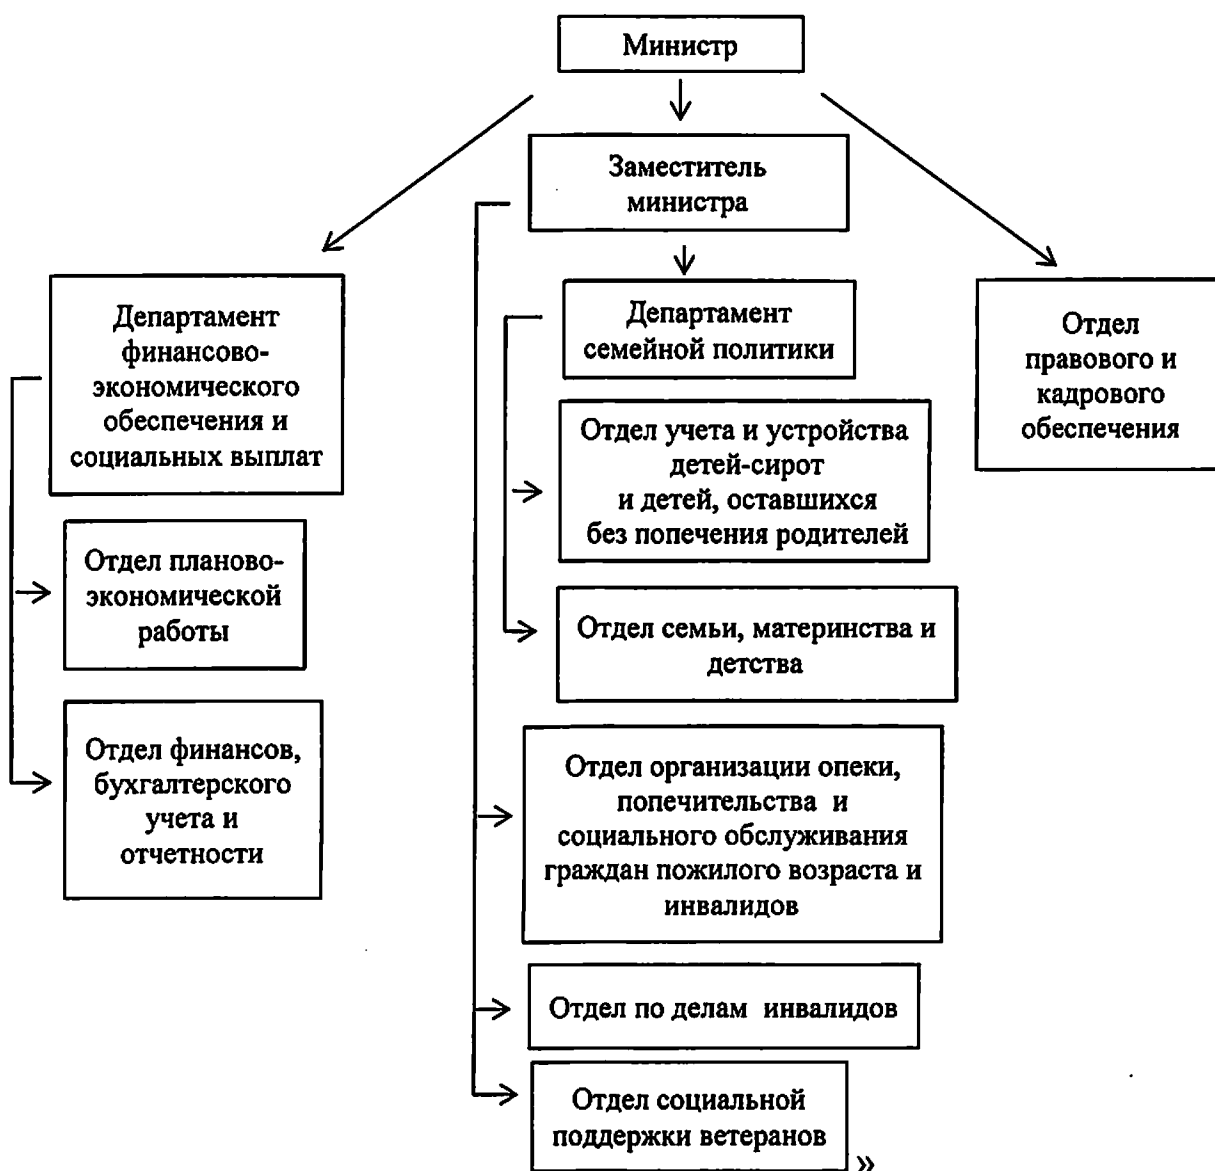 Министр
Заместитель
министра
Департамент
финансово-
экономического
обеспечения и
социальных выплат
Отдел планово-
экономической
работы
Отдел финансов,
бухгалтерского
учета и
отчетности
Департамент
семейной политики
Отдел учета и устройства
детей-сирот
и детей, оставшихся
без попечения родителей
Отдел семьи, материнства и
детства
Отдел организации опеки,
попечительства и
социального обслуживания
граждан пожилого возраста и
инвалидов
Отдел по делам инвалидов
Отдел социальной
поддержки ветеранов
»
Отдел
правового и
кадрового
обеспечения